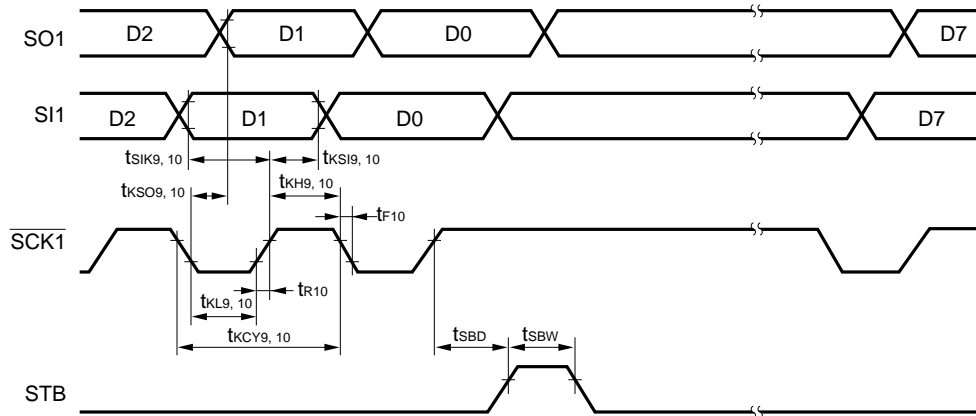 SO1 D2 D1 D0 D7
SI1 D2 D1 D0 D7
tSIK9, 10 tKSI9, 10
tKSO9, 10 tKH9, 10
tF10
SCK1
tR10
tKL9, 10
tKCY9, 10 tSBD tSBW
STB